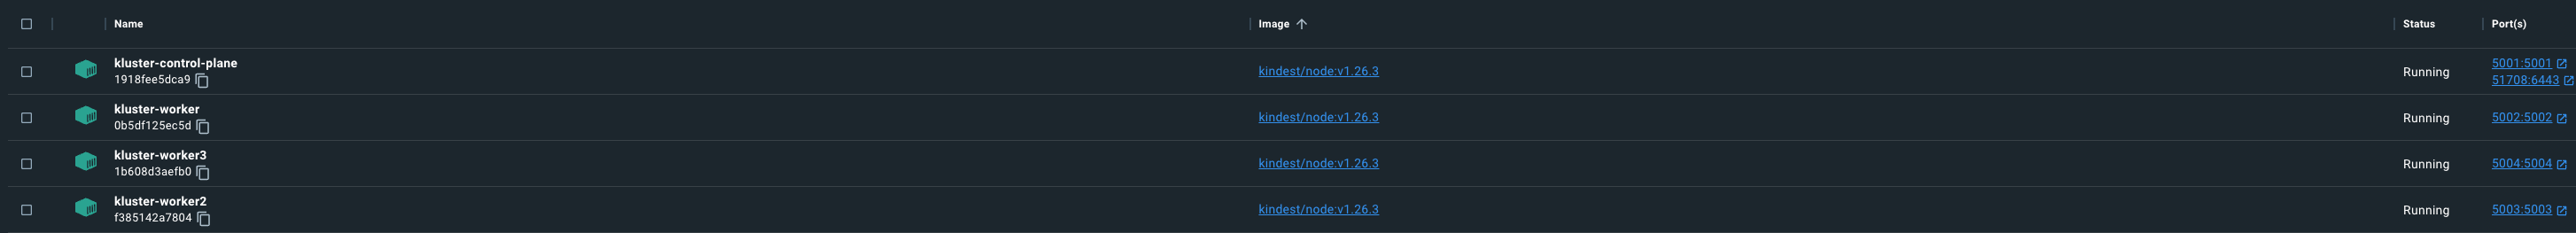 Name Image Status Port(s)
kluster-control-plane
1918fee5dca9
kindest/node:v1.26.3 Running 5001:5001
51708:6443
kluster-worker
0b5df125ec5d
kindest/node:v1.26.3 Running 5002:5002
kluster-worker3
1b608d3aefb0
kindest/node:v1.26.3 Running 5004:5004
kluster-worker2
f385142a7804
kindest/node:v1.26.3 Running 5003:5003